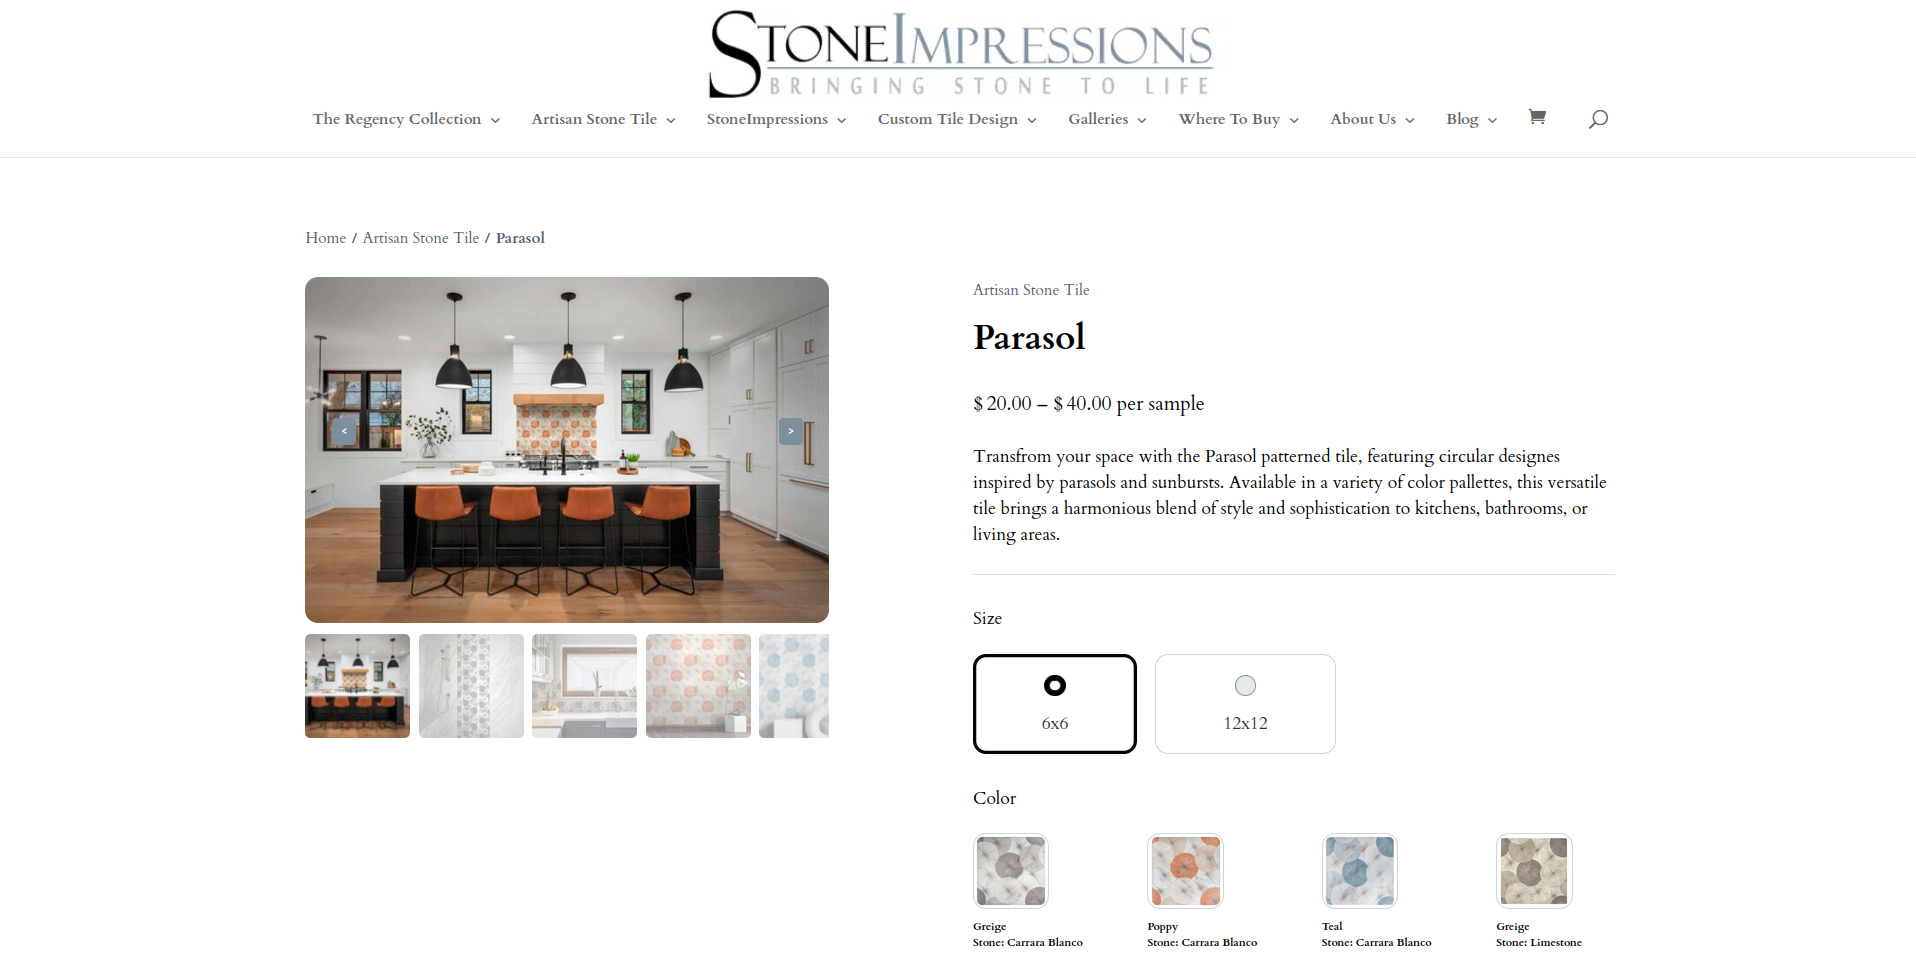 STONEIMPRESSIONS
BRINGING STONE TO LIFE
The Regency Collection Artisan Stone Tile StoneImpressions Custom Tile Design Galleries Where To Buy About Us Blog
Home / Artisan Stone Tile / Parasol
Artisan Stone Tile
Parasol
$ 20.00 – $ 40.00 per sample
Transfrom your space with the Parasol patterned tile, featuring circular designes
inspired by parasols and sunbursts. Available in a variety of color pallettes, this versatile
tile brings a harmonious blend of style and sophistication to kitchens, bathrooms, or
living areas.
< >
Size
6x6 12x12
Color
Greige Poppy Teal Greige
Stone: Carrara Blanco Stone: Carrara Blanco Stone: Carrara Blanco Stone: Limestone